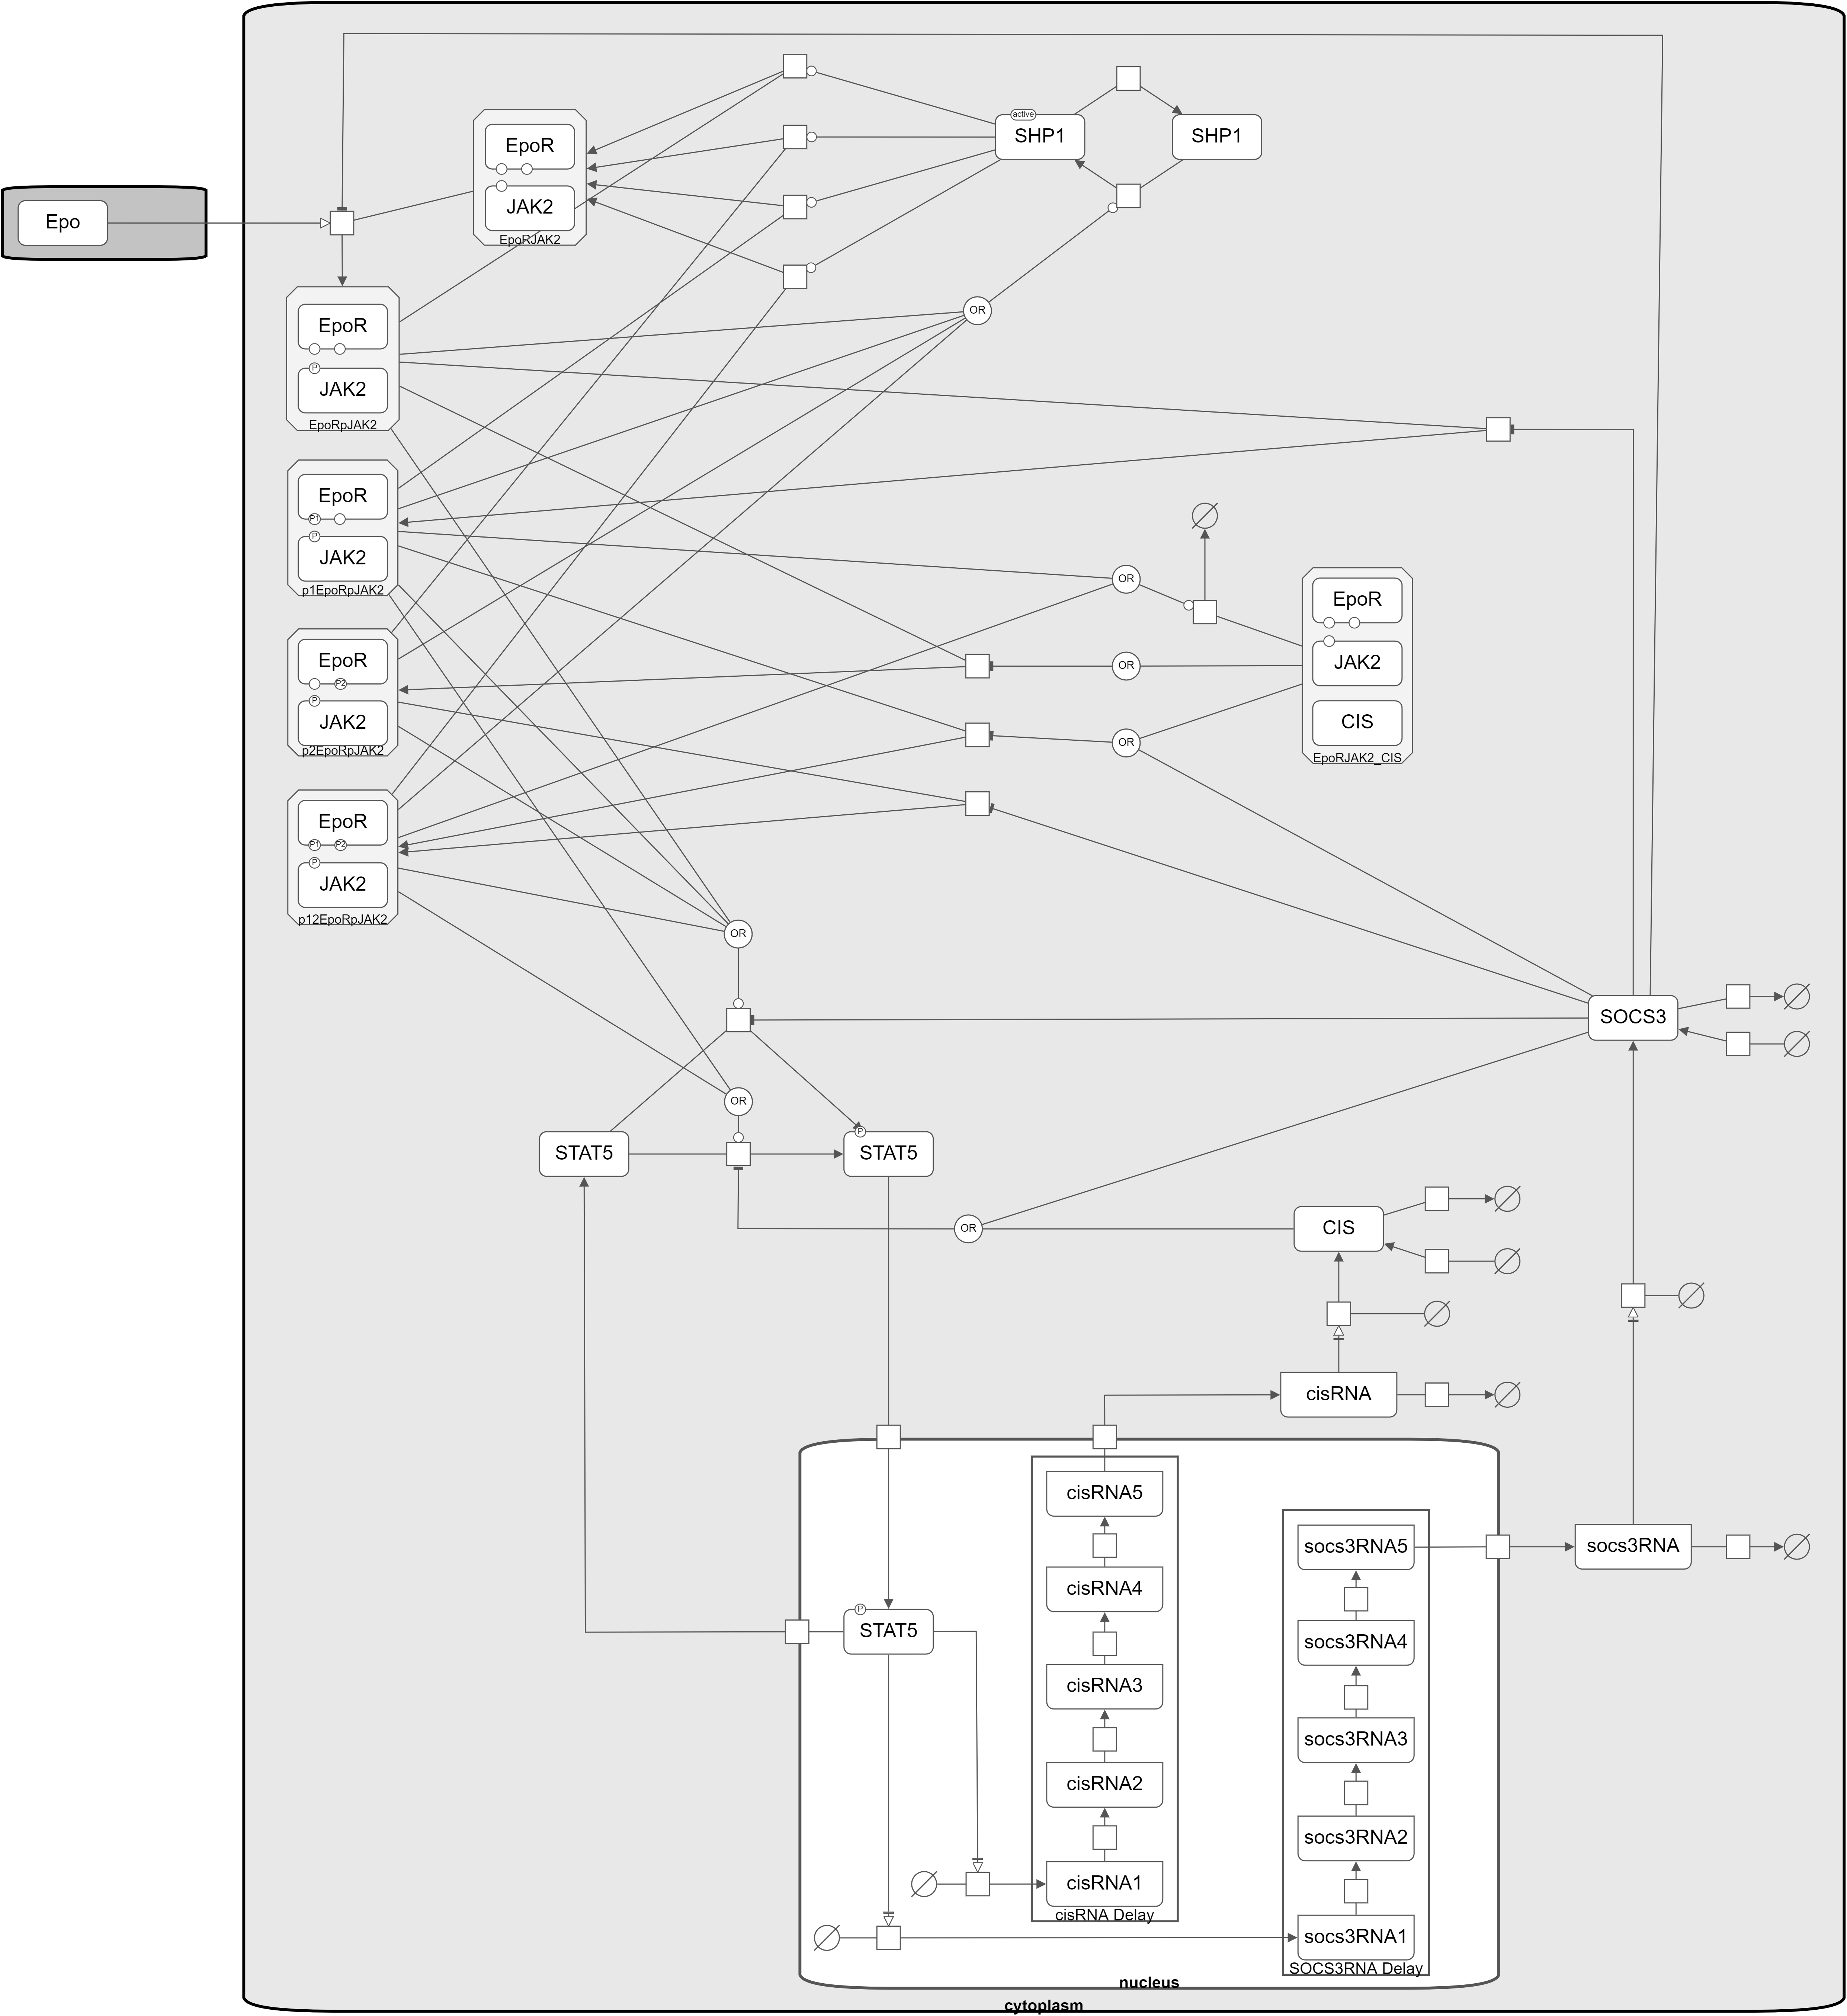 active
SHP1
SHP1
EpoR
JAK2
EpoRJAK2
Epo
OR
EpoR
P
JAK2
EpoRpJAK2
EpoR
P1
P
JAK2
p1EpoRpJAK2
OR
EpoR
JAK2
CIS
EpoRJAK2_CIS
EpoR
P2
P
JAK2
p2EpoRpJAK2
OR
OR
EpoR
P1
P2
P
JAK2
p12EpoRpJAK2
OR
SOCS3
OR
STAT5
P
STAT5
OR
CIS
cisRNA
cisRNA5
cisRNA4
cisRNA3
cisRNA2
cisRNA1
cisRNA Delay
socs3RNA5
socs3RNA
socs3RNA4
socs3RNA3
socs3RNA2
socs3RNA1
SOCS3RNA Delay
P
STAT5
nucleus
cytoplasm